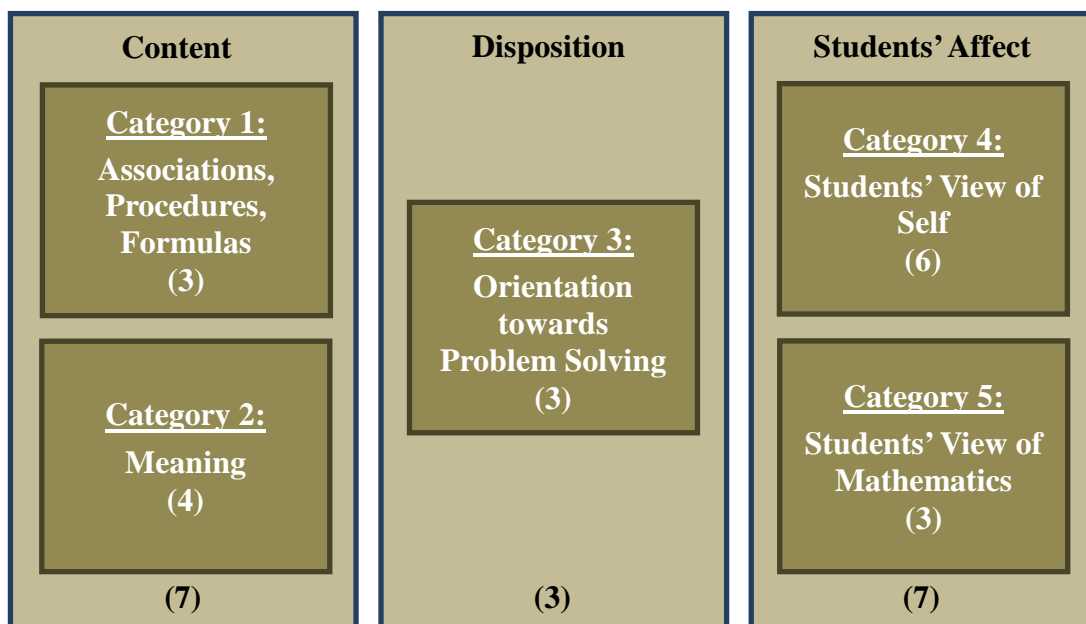 Content
Category 1:
Associations,
Procedures,
Formulas
(3)
Category 2:
Meaning
(4)
(7)
Disposition
Category 3:
Orientation
towards
Problem Solving
(3)
(3)
Students’ Affect
Category 4:
Students’ View of
Self
(6)
Category 5:
Students’ View of
Mathematics
(3)
(7)